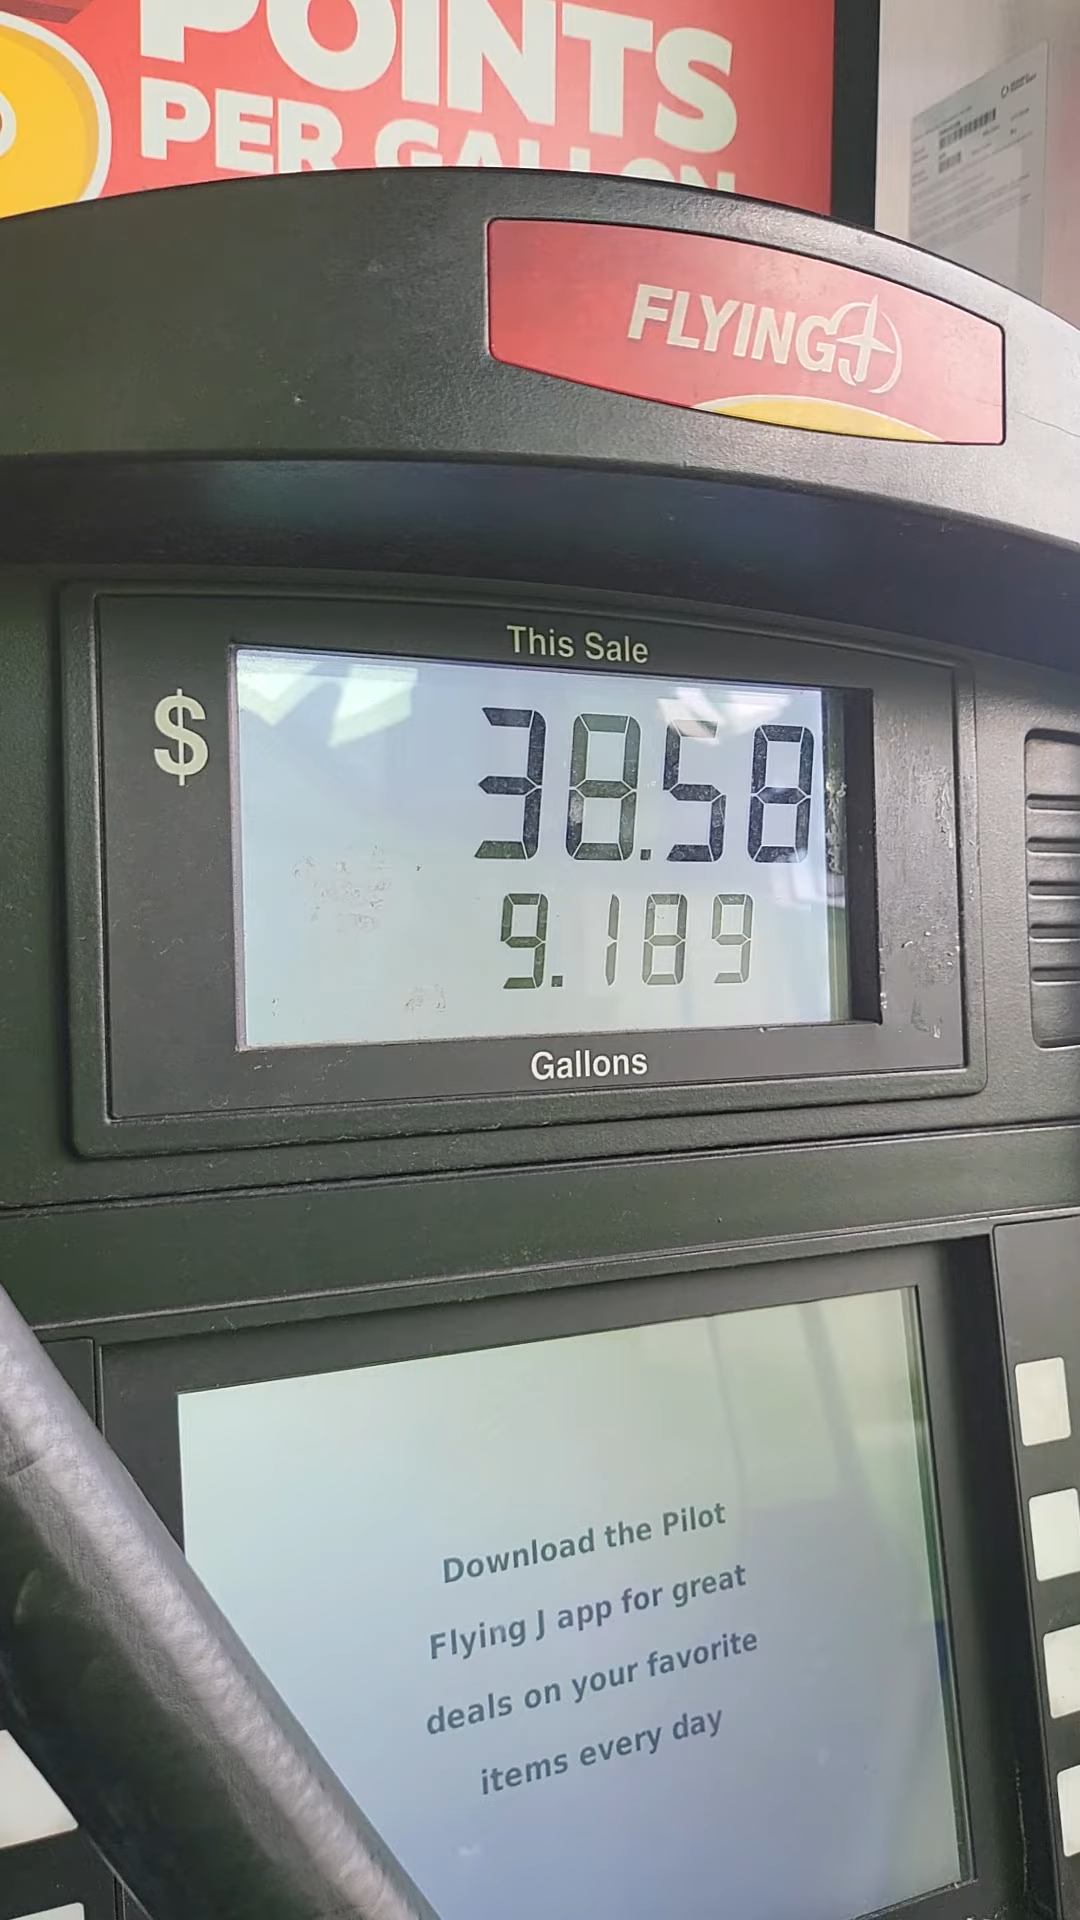 POINTS
PER GALLON
FLYING J
This Sale
$
38.58
9.189
Gallons
Download the Pilot
Flying J app for great
deals on your favorite
items every day